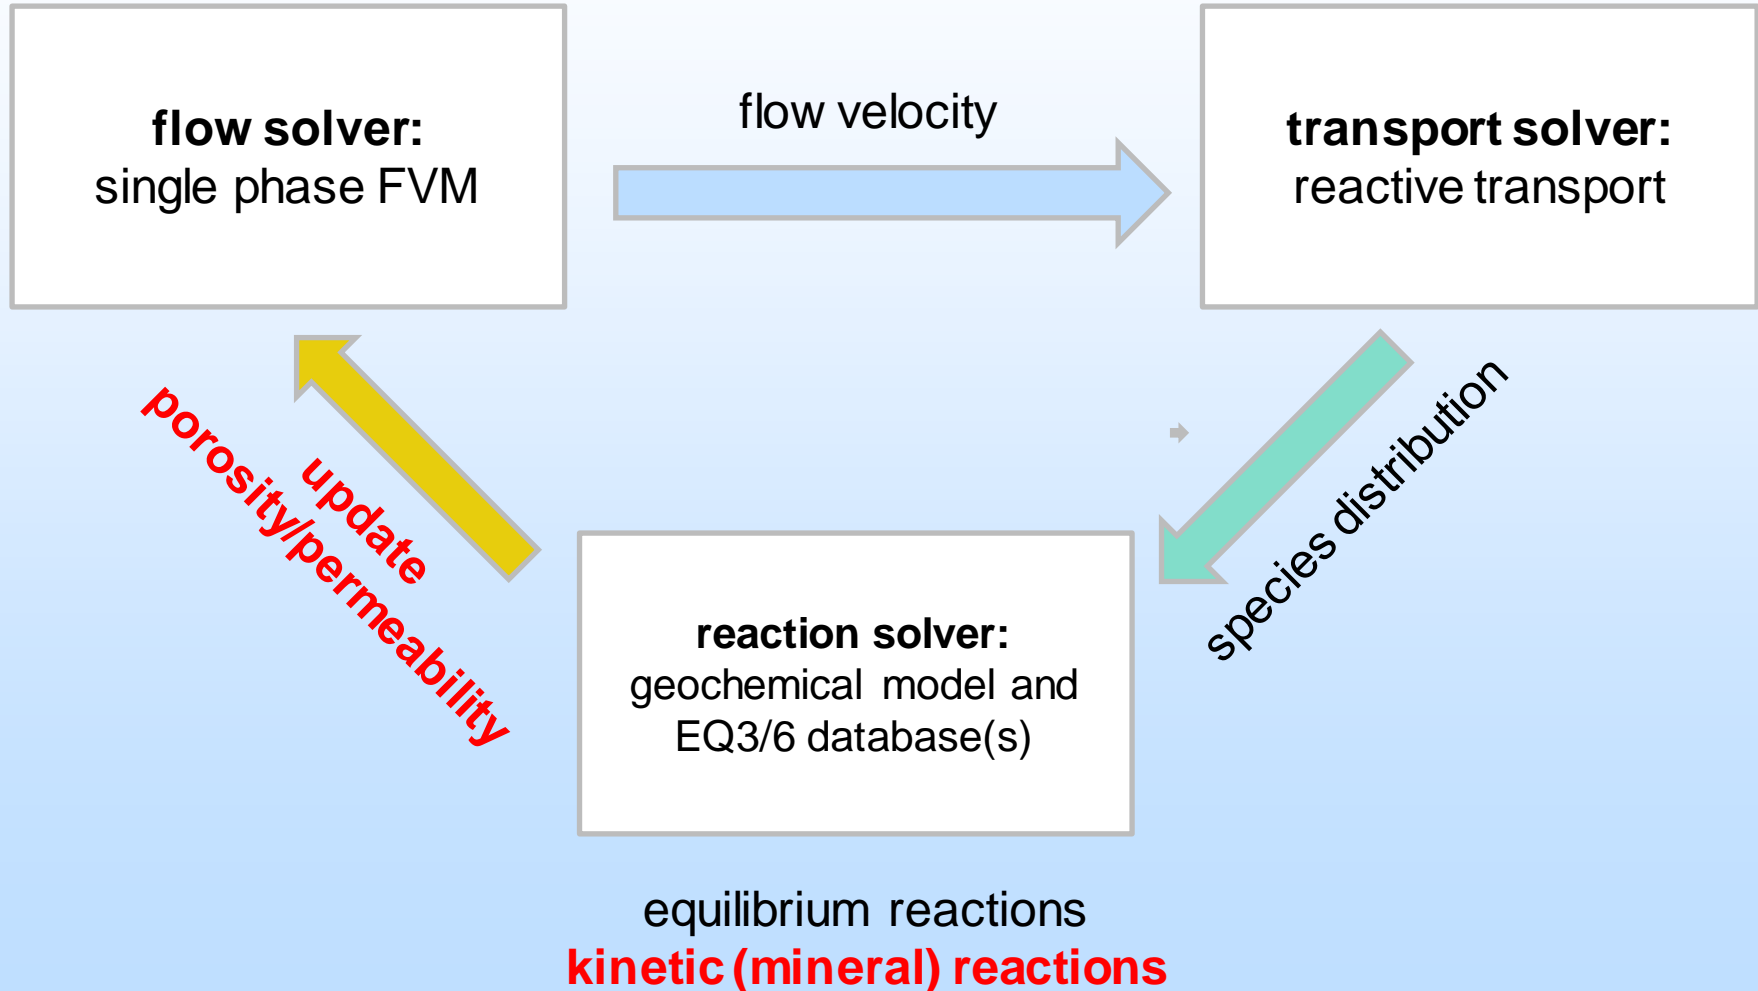 flow solver:
single phase FVM
flow velocity
transport solver:
reactive transport
update
porosity/permeability
species distribution
reaction solver:
geochemical model and
EQ3/6 database(s)
equilibrium reactions
kinetic (mineral) reactions